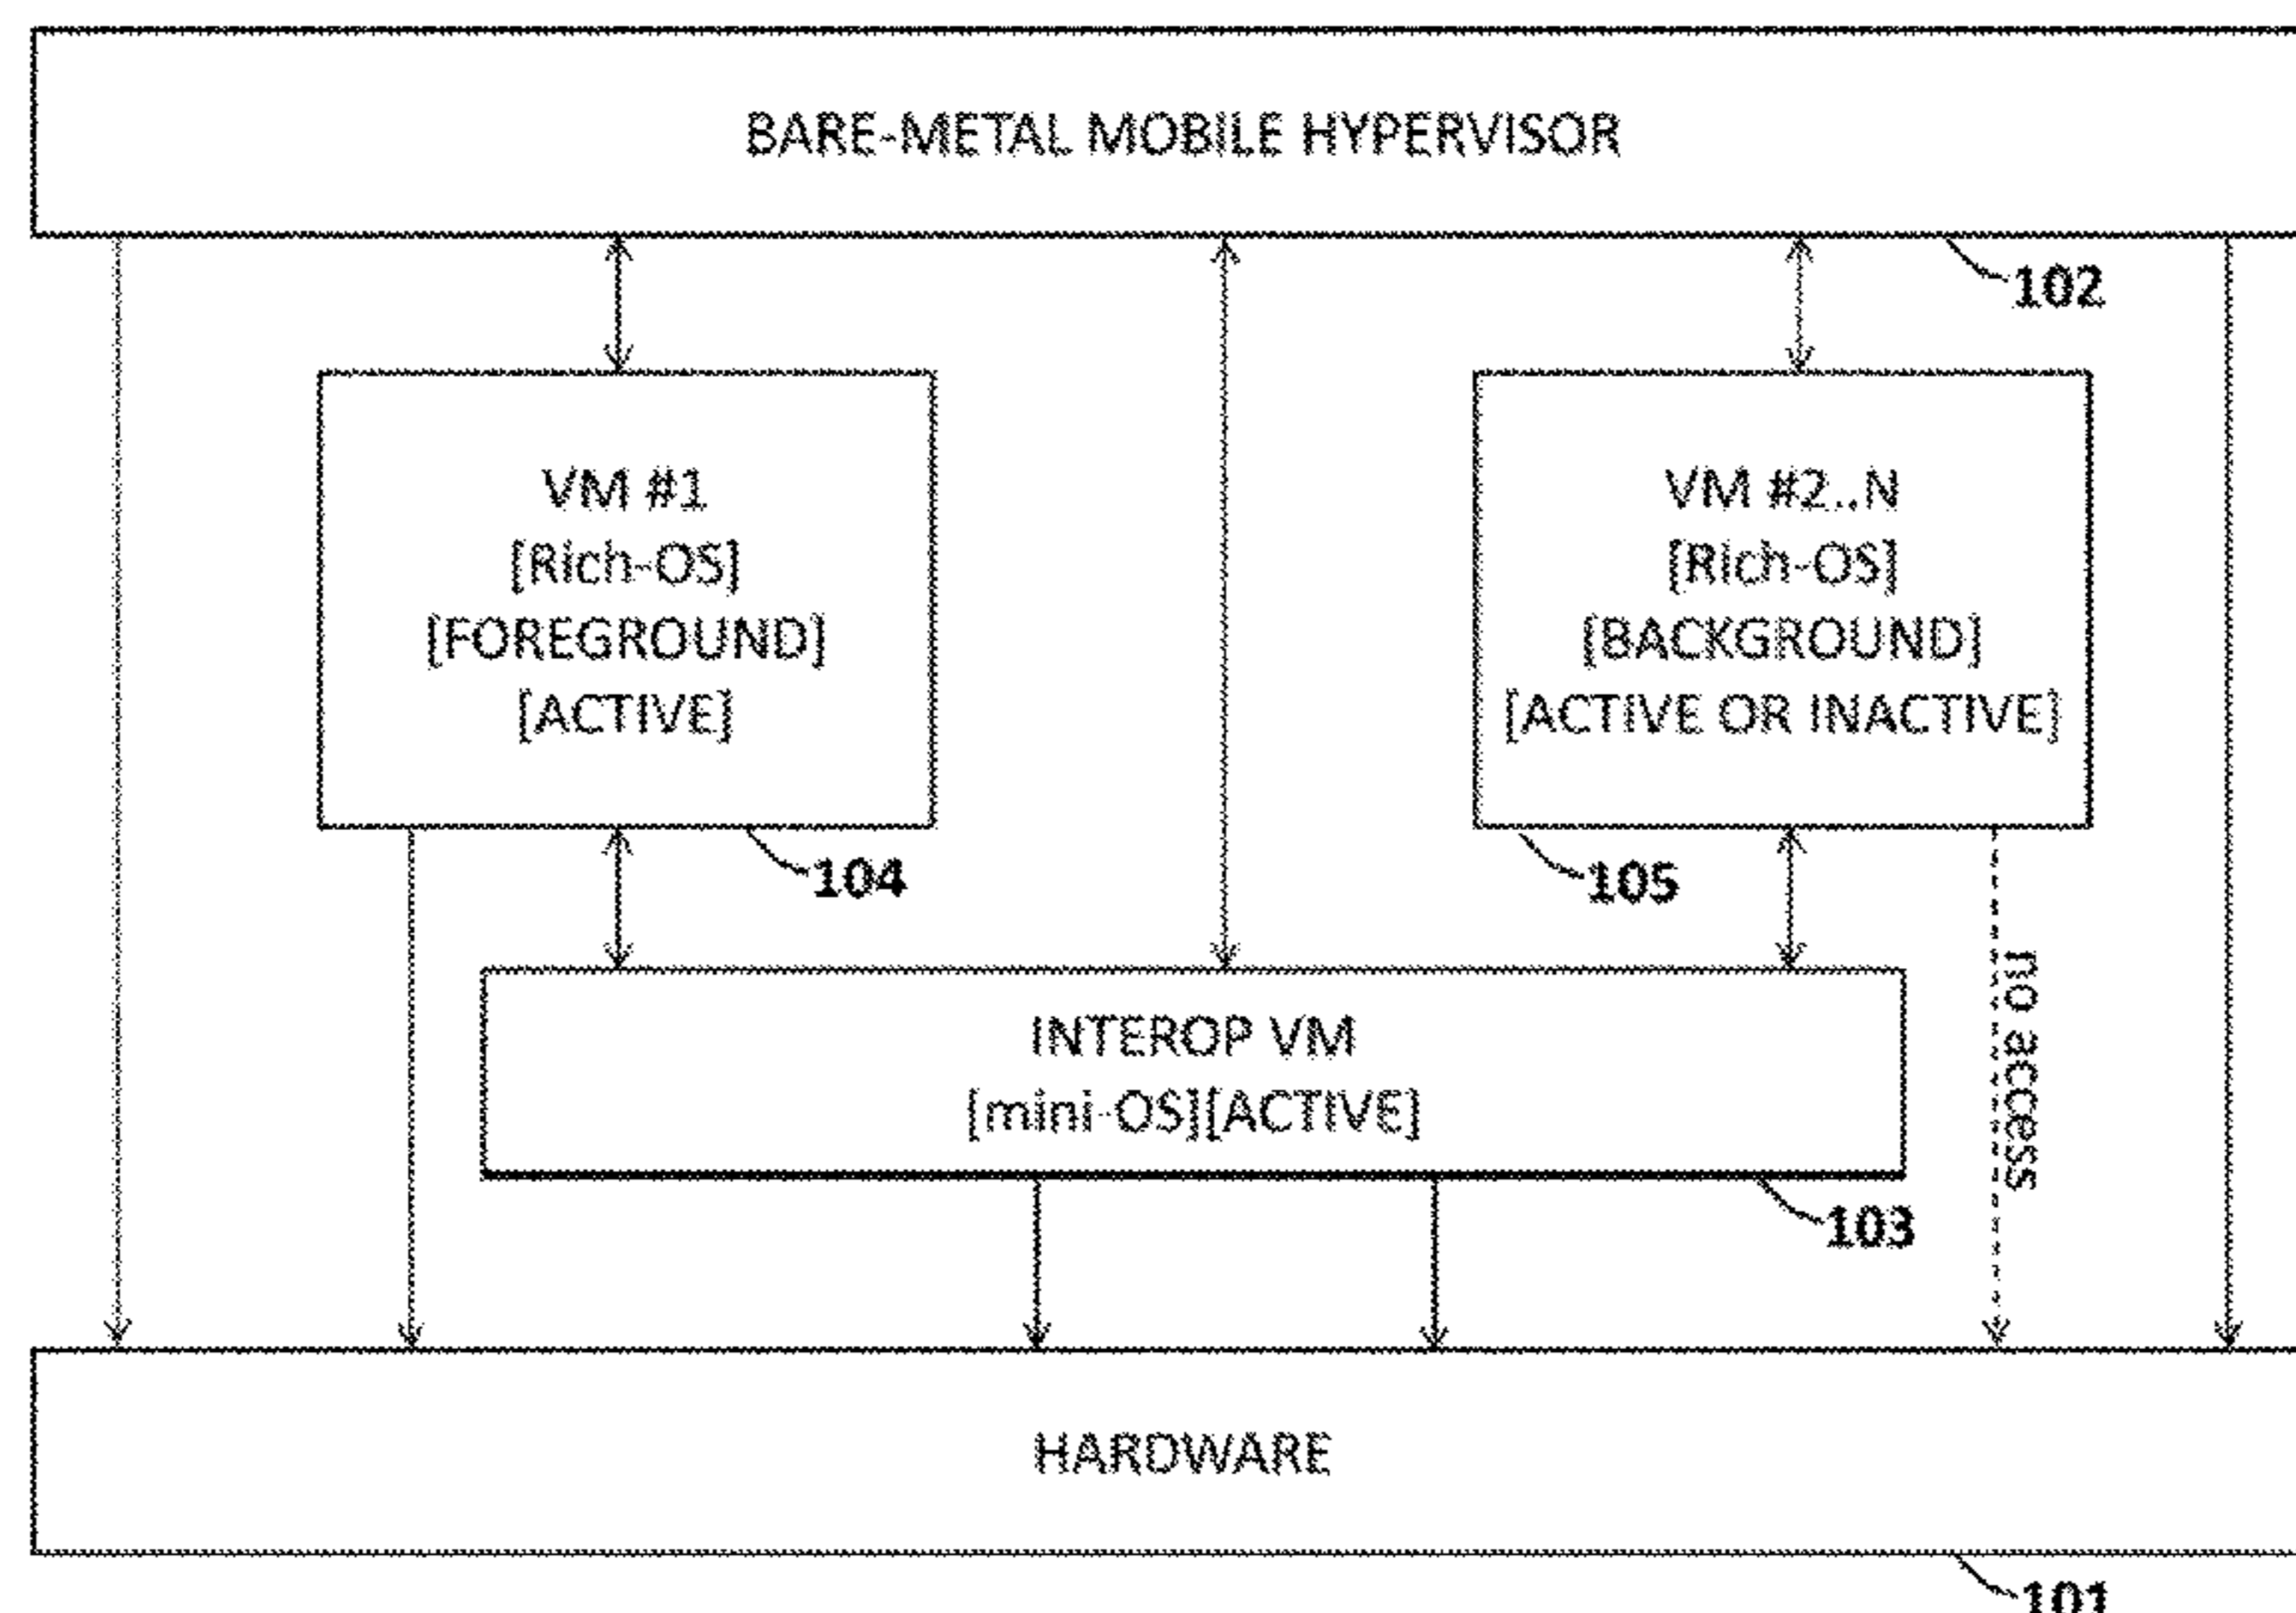 BARE-METAL MOBILE HYPERVISOR
102
VM #1
[Rich-OS]
[FOREGROUND]
[ACTIVE]
VM #2..N
[Rich-OS]
[BACKGROUND]
[ACTIVE OR INACTIVE]
104
105
no access
INTEROP VM
[mini-OS][ACTIVE]
103
HARDWARE
101